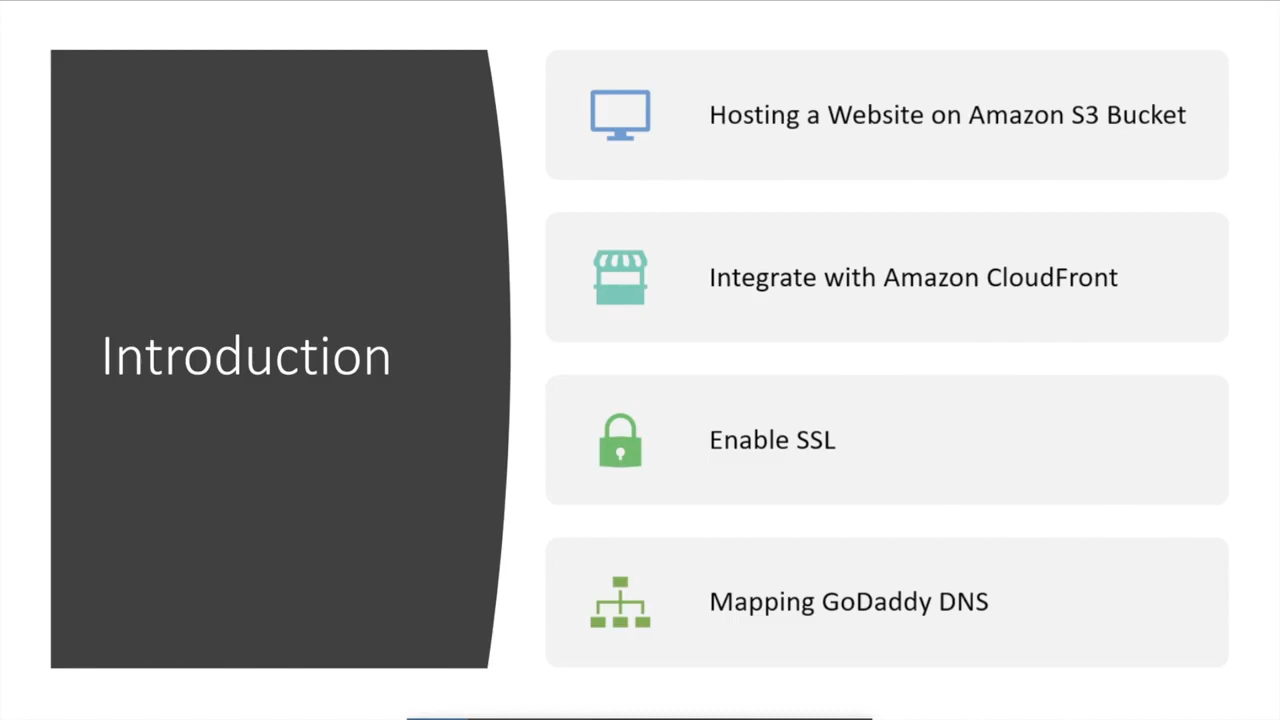 Introduction
Hosting a Website on Amazon S3 Bucket
Integrate with Amazon CloudFront
Enable SSL
Mapping GoDaddy DNS